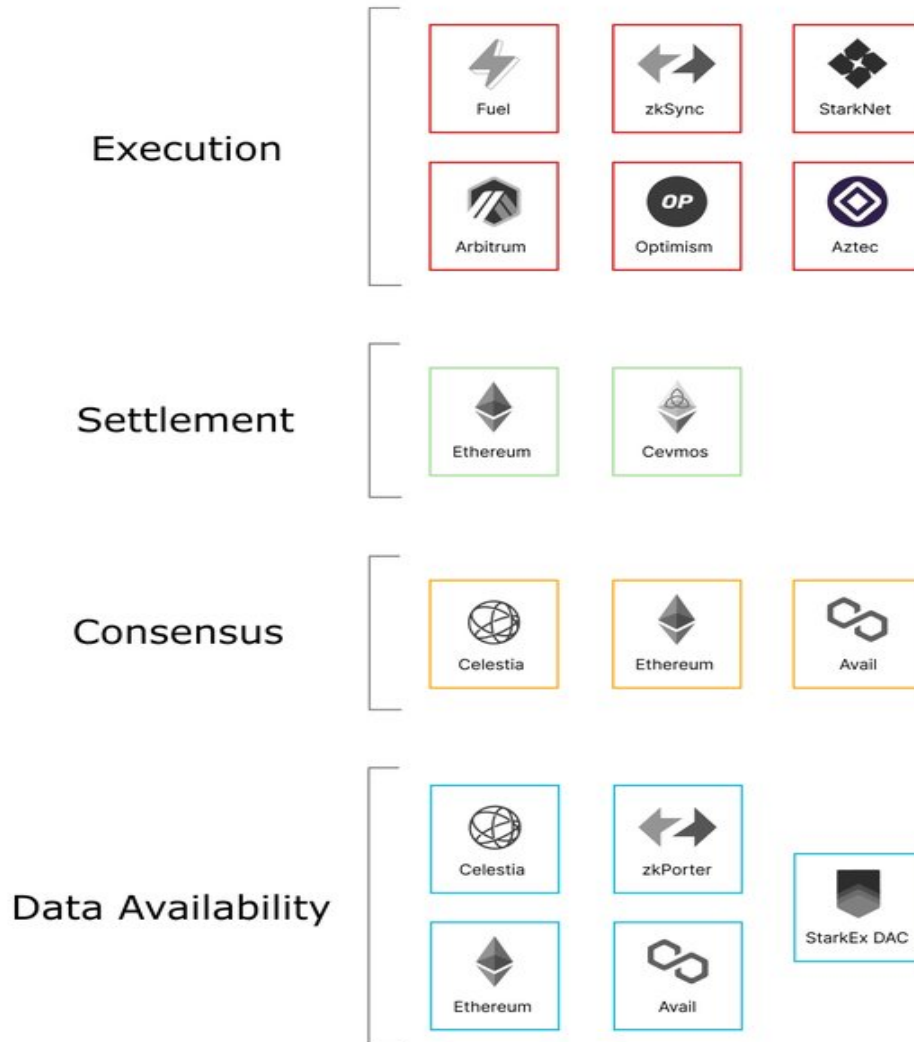 Execution
Fuel
zkSync
StarkNet
Arbitrum
OP
Optimism
Aztec
Settlement
Ethereum
Cevmos
Consensus
Celestia
Ethereum
Avail
Data Availability
Celestia
zkPorter
StarkEx DAC
Ethereum
Avail